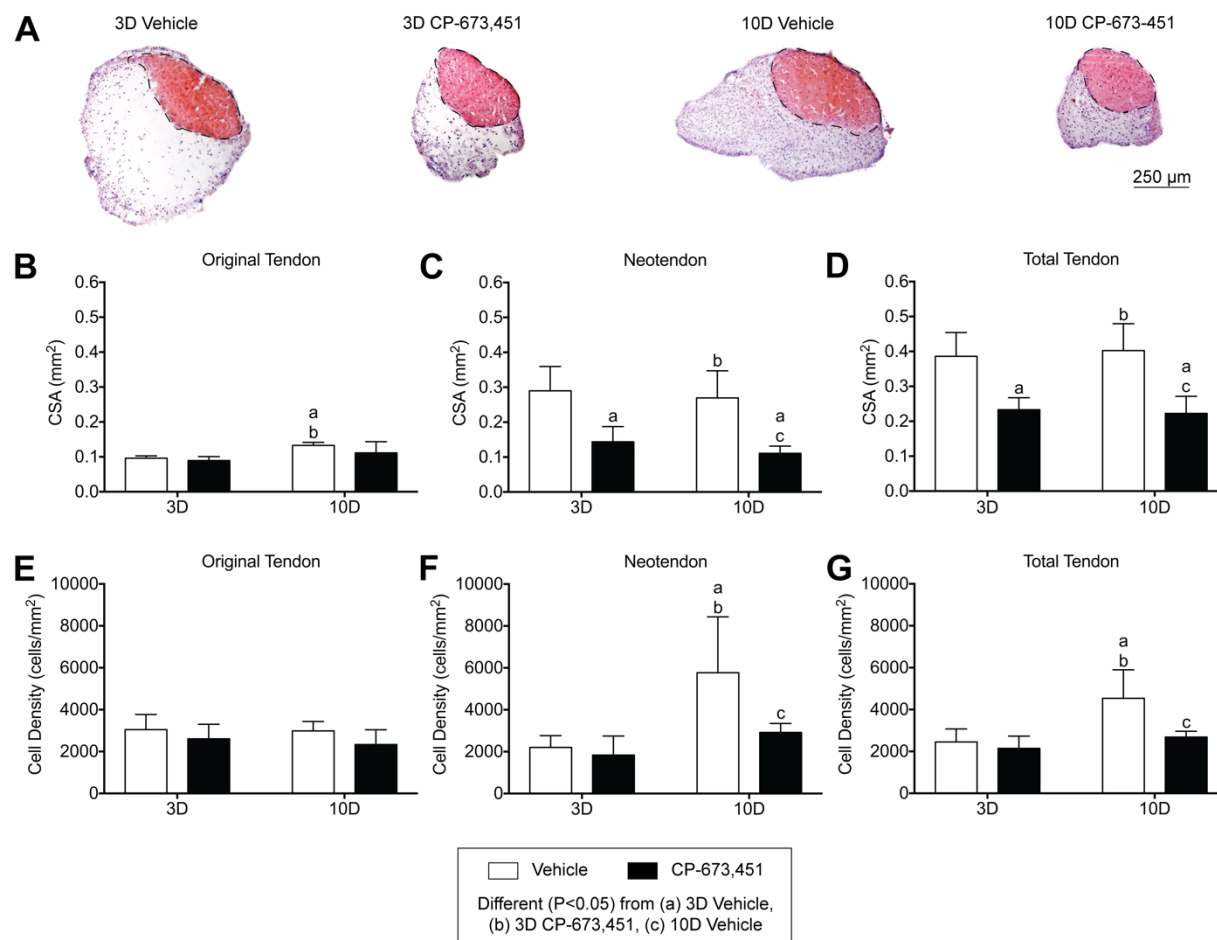 A
3D Vehicle
3D CP-673,451
10D Vehicle
10D CP-673-451
250 µm
B
Original Tendon
CSA (mm²)
0.6
0.5
0.4
0.3
0.2
0.1
0.0
a
b
3D
10D
C
Neotendon
CSA (mm²)
0.6
0.5
0.4
0.3
0.2
0.1
0.0
a
b
a
c
3D
10D
D
Total Tendon
CSA (mm²)
0.6
0.5
0.4
0.3
0.2
0.1
0.0
a
b
a
c
3D
10D
E
Original Tendon
Cell Density (cells/mm²)
10000
8000
6000
4000
2000
0
3D
10D
F
Neotendon
Cell Density (cells/mm²)
10000
8000
6000
4000
2000
0
a
b
c
3D
10D
G
Total Tendon
Cell Density (cells/mm²)
10000
8000
6000
4000
2000
0
a
b
c
3D
10D
Vehicle
CP-673,451
Different (P<0.05) from (a) 3D Vehicle,
(b) 3D CP-673,451, (c) 10D Vehicle